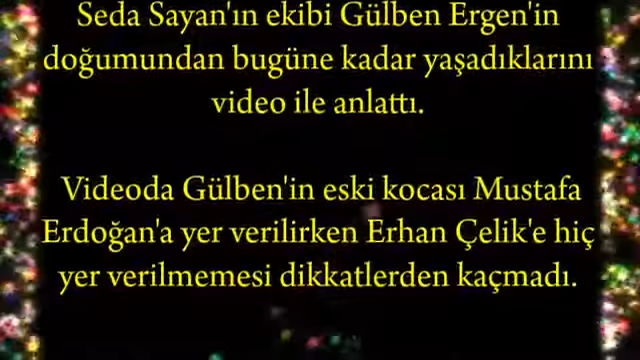 Seda Sayan'ın ekibi Gülben Ergen'in
doğumundan bugüne kadar yaşadıklarını
video ile anlattı.
Videoda Gülben'in eski kocası Mustafa
Erdoğan'a yer verilirken Erhan Çelik'e hiç
yer verilmemesi dikkatlerden kaçmadı.